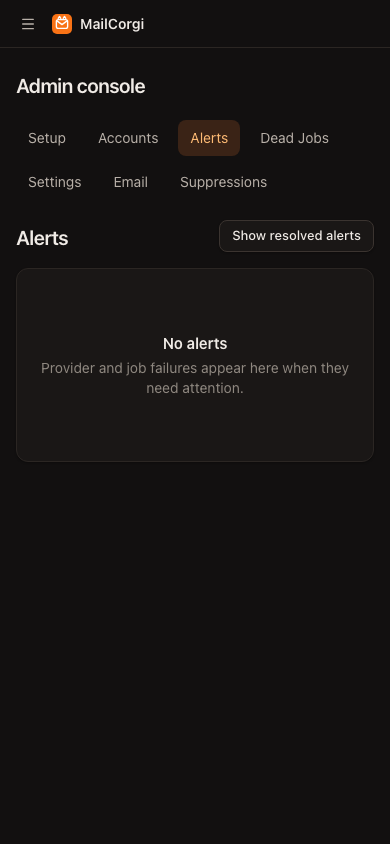 MailCorgi
Admin console
Setup Accounts Alerts Dead Jobs
Settings Email Suppressions
Alerts Show resolved alerts
No alerts
Provider and job failures appear here when they
need attention.